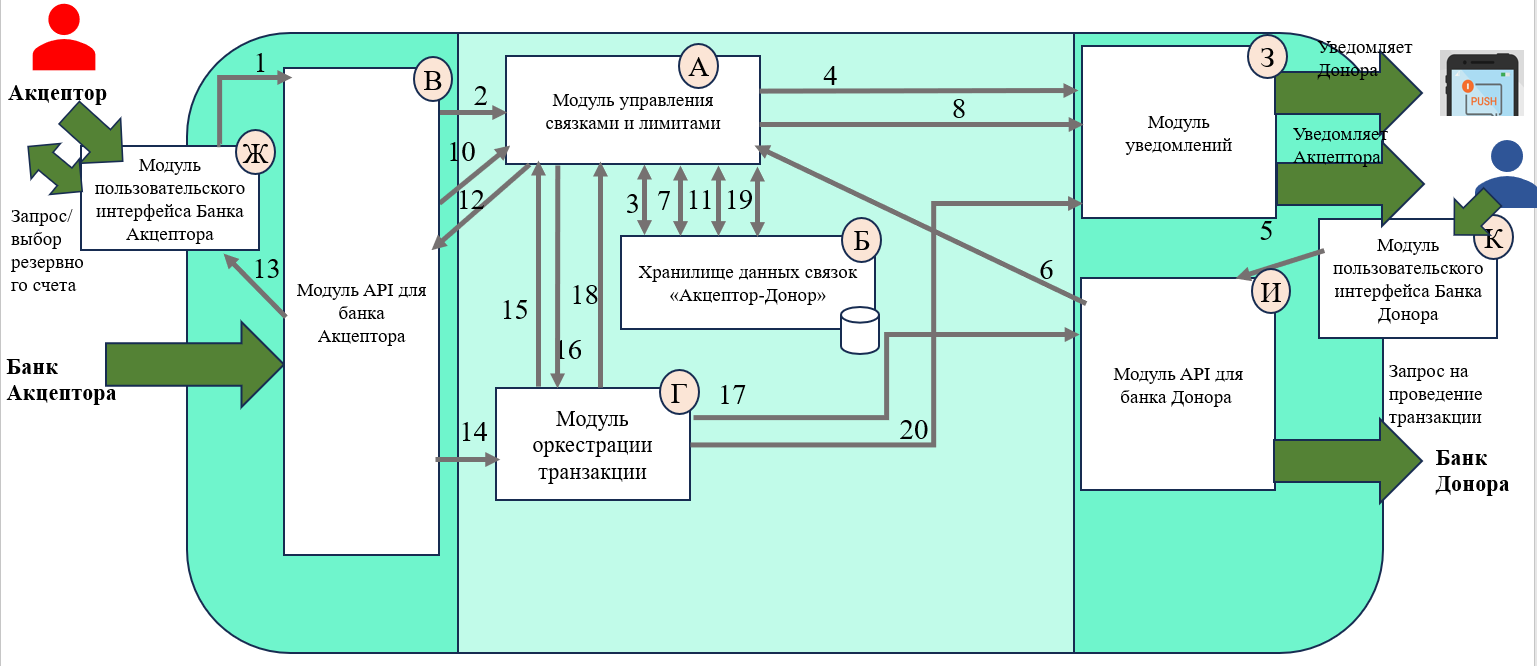 Акцептор
1
Ж
Модуль
пользовательского
интерфейса Банка
Акцептора
Запрос/
выбор
резервно
го счета
13
Банк
Акцептора
В
Модуль API для
банка
Акцептора
2
10
12
14
А
Модуль управления
связками и лимитами
4
8
3
7
11
19
Б
Хранилище данных связок
«Акцептор-Донор»
15
18
16
Г
Модуль
оркестрации
транзакции
17
20
6
З
Модуль
уведомлений
Уведомляет
Донора
PUSH
Уведомляет
Акцептора
5
К
Модуль
пользовательского
интерфейса Банка
Донора
И
Модуль API для
банка Донора
Запрос на
проведение
транзакции
Банк
Донора